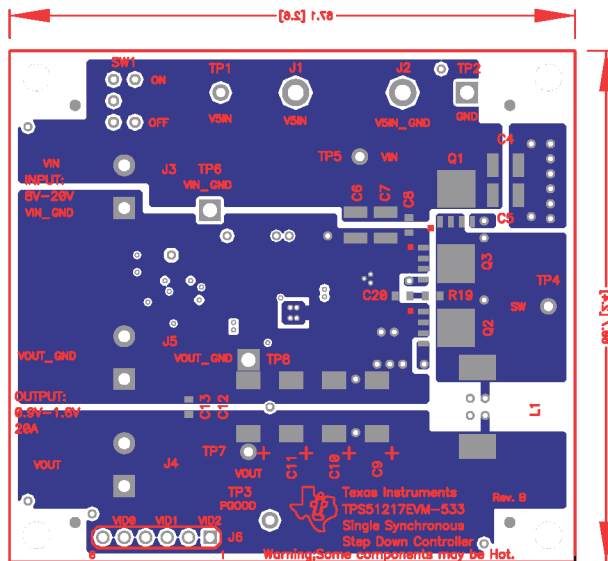 67.1 [2.6]
SW1
ON
OFF
TP1
V5IN
J1
V5IN
J2
V5IN_GND
TP2
GND
C4
TP5
VIN
Q1
VIN
J3
INPUT:
8V-20V
VIN_GND
TP6
VIN_GND
C6
C7
C8
C5
Q3
TP4
SW
C20
R19
Q2
VOUT_GND
J5
VOUT_GND
TP8
OUTPUT:
0.9V-1.6V
20A
C13
C12
L1
VOUT
J4
TP7
VOUT
C11
C10
C9
TP3
PGOOD
Texas Instruments
TPS51217EVM-533
Single Synchronous
Step Down Controller
Rev. B
VID0
VID1
VID2
J6
6
1
Warning;Some components may be Hot.